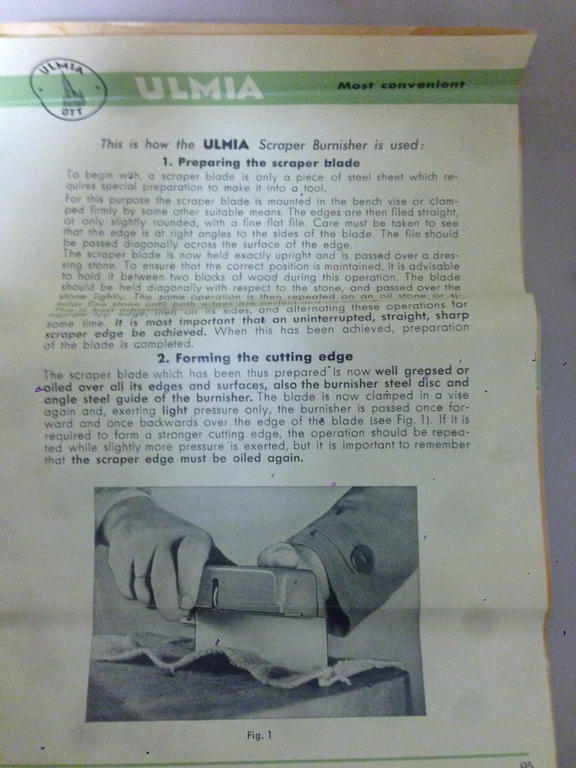 ULMIA
OTT
ULMIA
Most convenient
This is how the ULMIA Scraper Burnisher is used:
1. Preparing the scraper blade
To begin with, a scraper blade is only a piece of steel sheet which re-
quires special preparation to make it into a tool.
For this purpose the scraper blade is mounted in the bench vise or clam-
ped firmly by some other suitable means. The edges are then filed straight,
or only slightly rounded, with a fine flat file. Care must be taken to see
that the edge is at right angles to the sides of the blade. The file should
be passed diagonally across the surface of the edge.
The scraper blade is now held exactly upright and is passed over a dres-
sing stone. To ensure that the correct position is maintained, it is advisable
to hold it between two blocks of wood during this operation. The blade
should be held diagonally with respect to the stone, and passed over the
stone lightly. The same operation is then repeated on an oil stone or si-
milar fine stone until both edges are
narrow top edge, then on its sides, and alternating these operations for
some time. It is most important that an uninterrupted, straight, sharp
scraper edge be achieved. When this has been achieved, preparation
of the blade is completed.
2. Forming the cutting edge
The scraper blade which has been thus prepared is now well greased or
oiled over all its edges and surfaces, also the burnisher steel disc and
angle steel guide of the burnisher. The blade is now clamped in a vise
again and, exerting light pressure only, the burnisher is passed once for-
ward and once backwards over the edge of the blade (see Fig. 1). If it is
required to form a stronger cutting edge, the operation should be repea-
ted while slightly more pressure is exerted, but it is important to remember
that the scraper edge must be oiled again.
Fig. 1